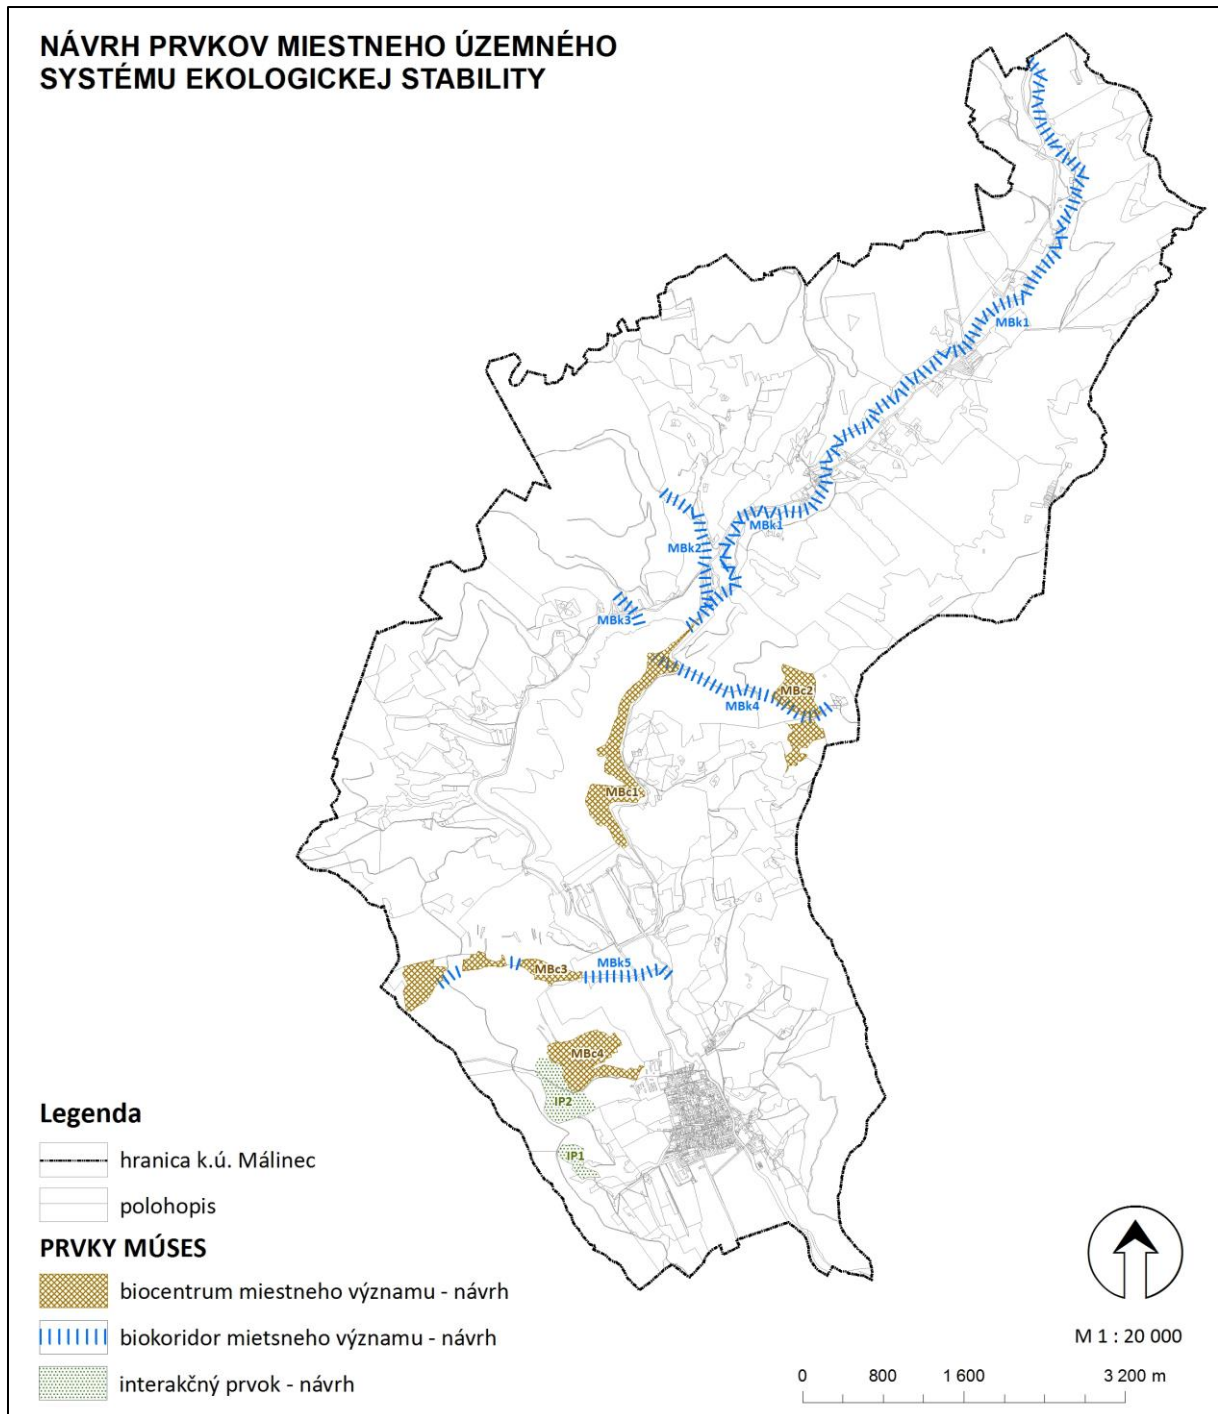 NÁVRH PRVKOV MIESTNEHO ÚZEMNÉHO
SYSTÉMU EKOLOGICKEJ STABILITY
MBk1
MBk1
MBk2
MBk3
MBc2
MBk4
MBc1
MBk5
MBc3
MBc4
IP2
IP1
Legenda
hranica k.ú. Málinec
polohopis
PRVKY MÚSES
biocentrum miestneho významu - návrh
biokoridor mietsneho významu - návrh
interakčný prvok - návrh
M 1 : 20 000
0 800 1 600 3 200 m